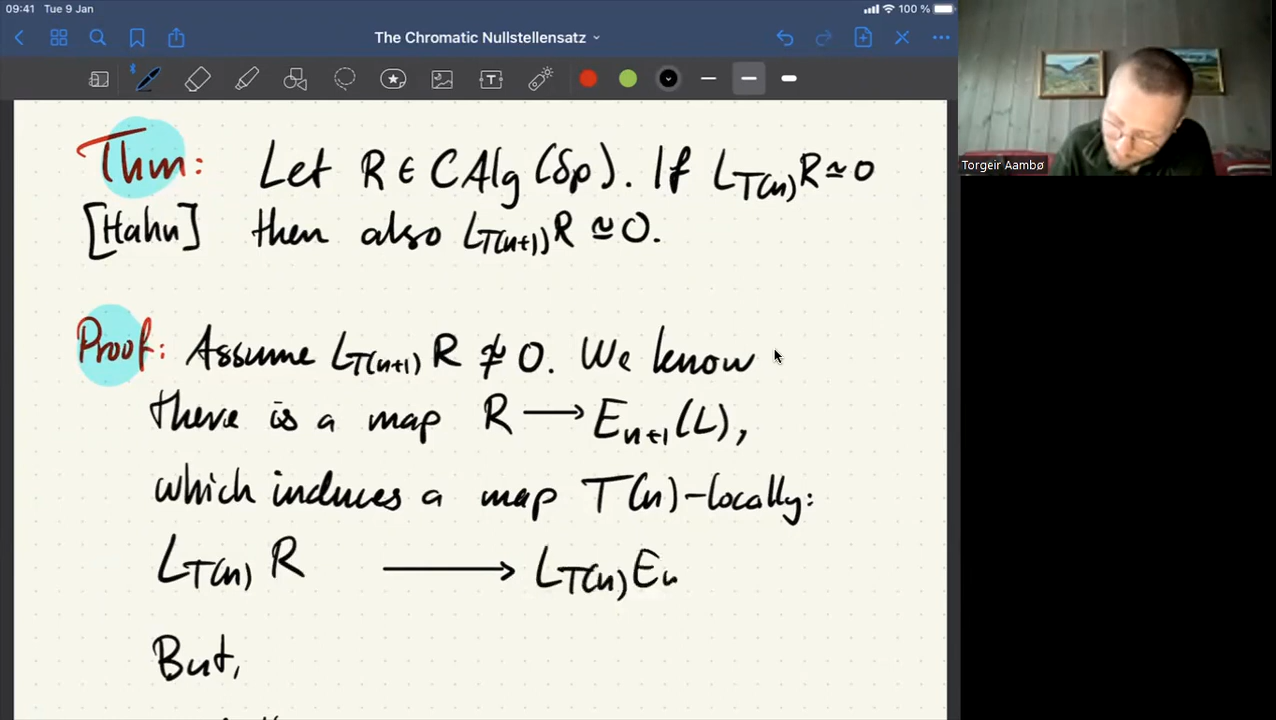 09:41 Tue 9 Jan
100 %
The Chromatic Nullstellensatz
Torgeir Aambø
Thm: Let R ∈ CAlg(Sp). If L_{T(n)}R ≃ 0
[Hahn] then also L_{T(n+1)}R ≃ 0.
Proof: Assume L_{T(n+1)} R ≄ 0. We know
there is a map R ⟶ E_{n+1}(L),
which induces a map T(n)-locally:
L_{T(n)} R ⟶ L_{T(n)}En
But,